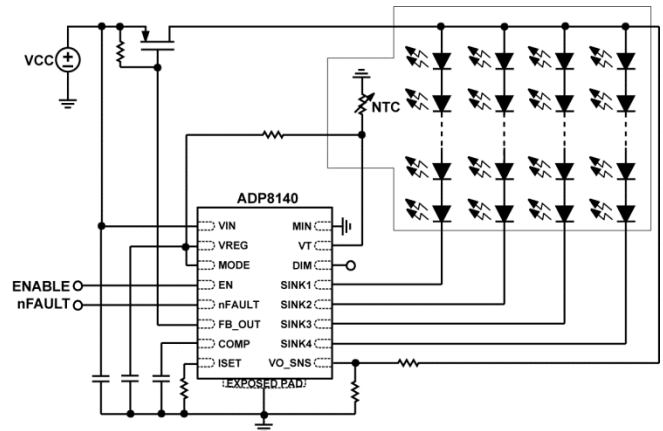 VCC
NTC
ADP8140
VIN
MIN
VREG
VT
MODE
DIM
ENABLE
EN
SINK1
nFAULT
nFAULT
SINK2
FB_OUT
SINK3
COMP
SINK4
ISET
VO_SNS
EXPOSED PAD